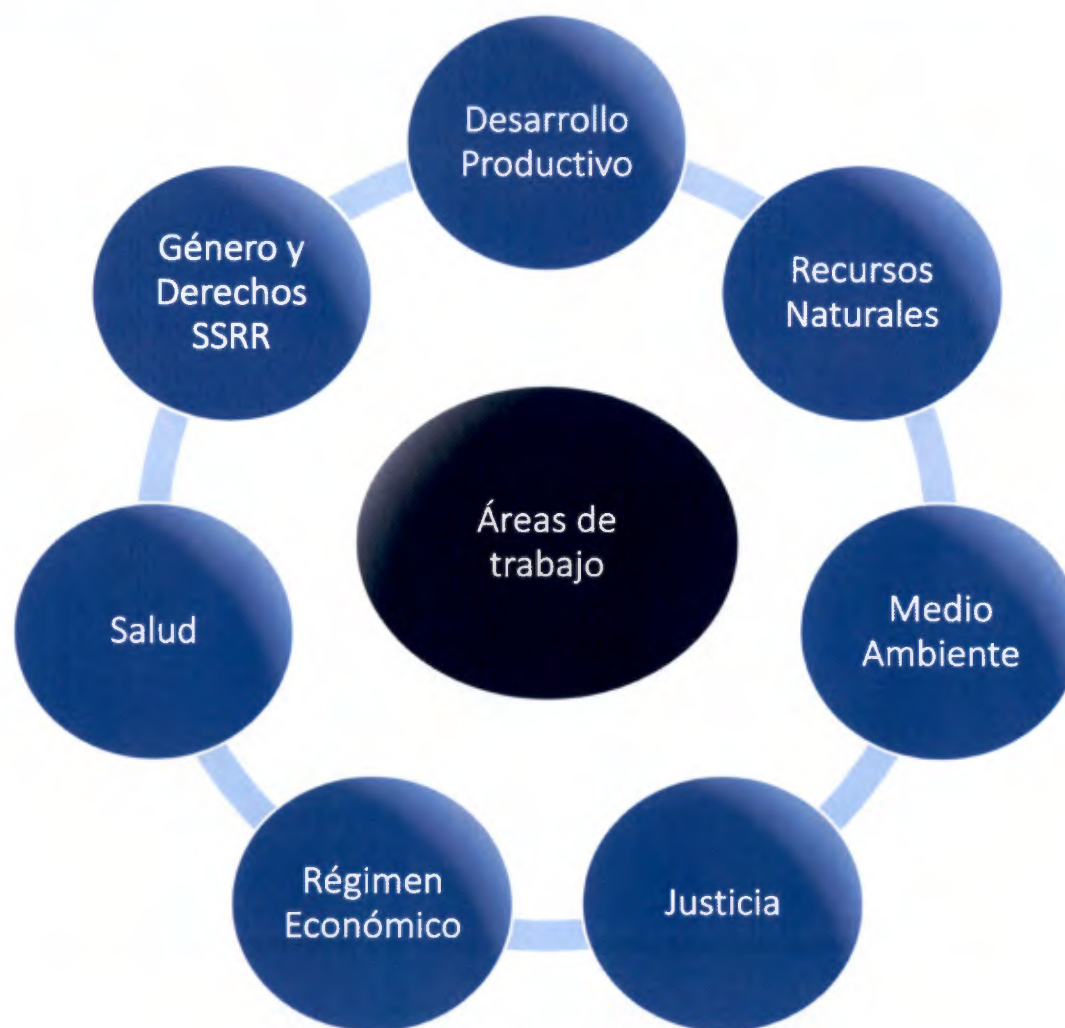 Desarrollo
Productivo
Recursos
Naturales
Medio
Ambiente
Justicia
Régimen
Económico
Salud
Género y
Derechos
SSRR
Áreas de
trabajo